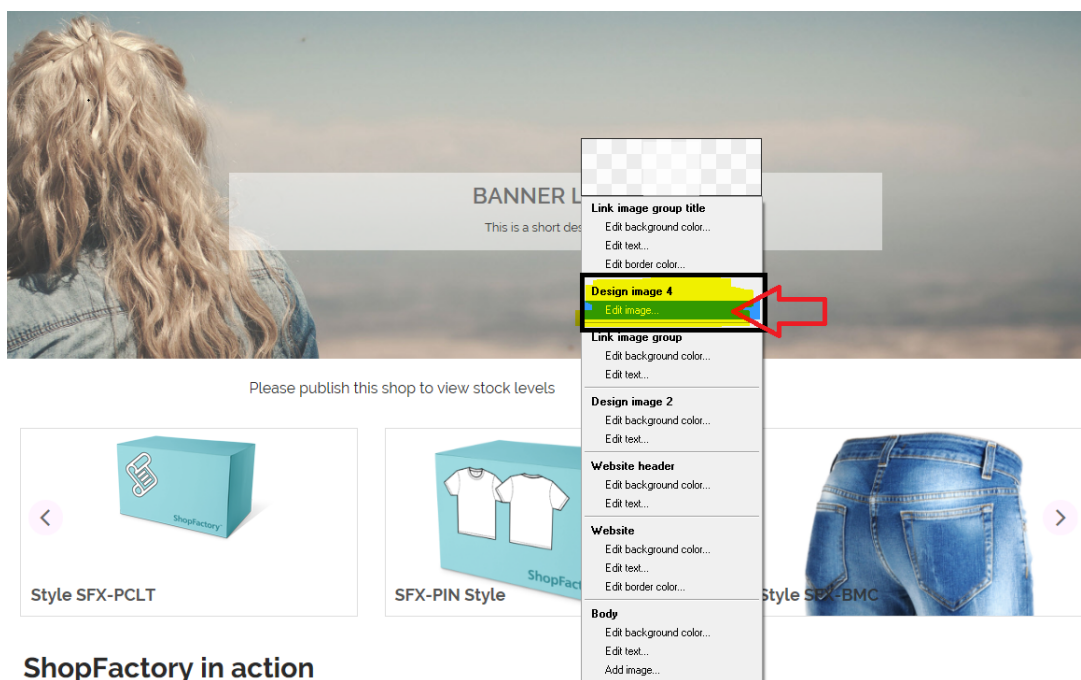 BANNER L
This is a short des
Link image group title
Edit background color...
Edit text...
Edit border color...
Design image 4
Edit image...
Link image group
Edit background color...
Edit text...
Design image 2
Edit background color...
Edit text...
Website header
Edit background color...
Edit text...
Website
Edit background color...
Edit text...
Edit border color...
Body
Edit background color...
Edit text...
Add image...
Please publish this shop to view stock levels
ShopFactory
Style SFX-PCLT
ShopFact
SFX-PIN Style
Style SFX-BMC
ShopFactory in action